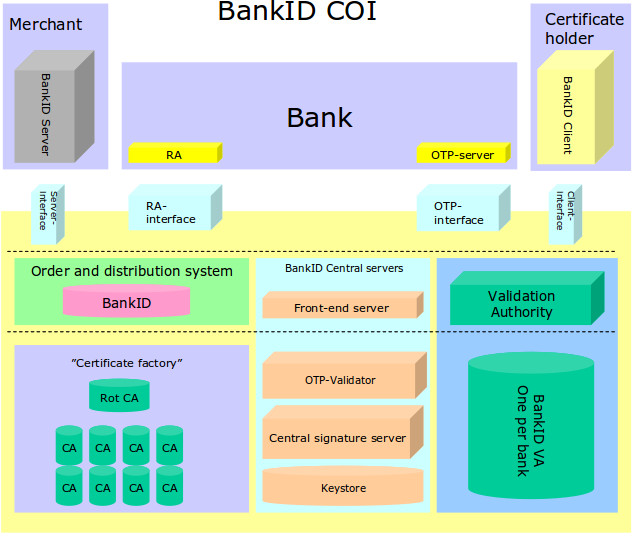 BankID COI
Merchant
BankID Server
Bank
RA
OTP-server
Certificate
holder
BankID Client
Server-
Interface
RA-
interface
OTP-
interface
Client-
Interface
Order and distribution system
BankID
BankID Central servers
Front-end server
Validation
Authority
”Certificate factory”
Rot CA
CA
CA
CA
CA
CA
CA
CA
CA
OTP-Validator
Central signature server
Keystore
BankID VA
One per
bank